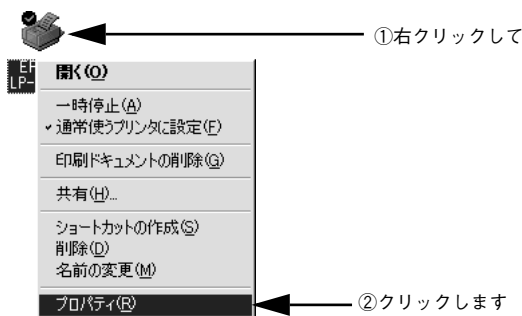 ①右クリックして
LP-
開く(O)
一時停止(A)
通常使うプリンタに設定(F)
印刷ドキュメントの削除(G)
共有(H)...
ショートカットの作成(S)
削除(D)
名前の変更(M)
プロパティ(R)
②クリックします